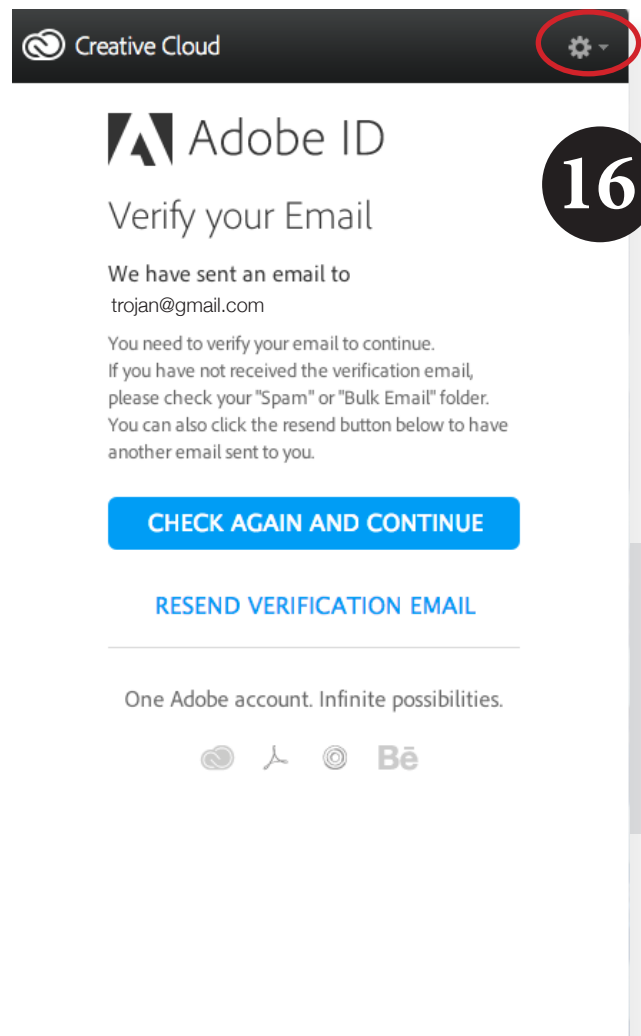 Creative Cloud
Adobe ID
16
Verify your Email
We have sent an email to
trojan@gmail.com
You need to verify your email to continue.
If you have not received the verification email,
please check your "Spam" or "Bulk Email" folder.
You can also click the resend button below to have
another email sent to you.
CHECK AGAIN AND CONTINUE
RESEND VERIFICATION EMAIL
One Adobe account. Infinite possibilities.
Bē